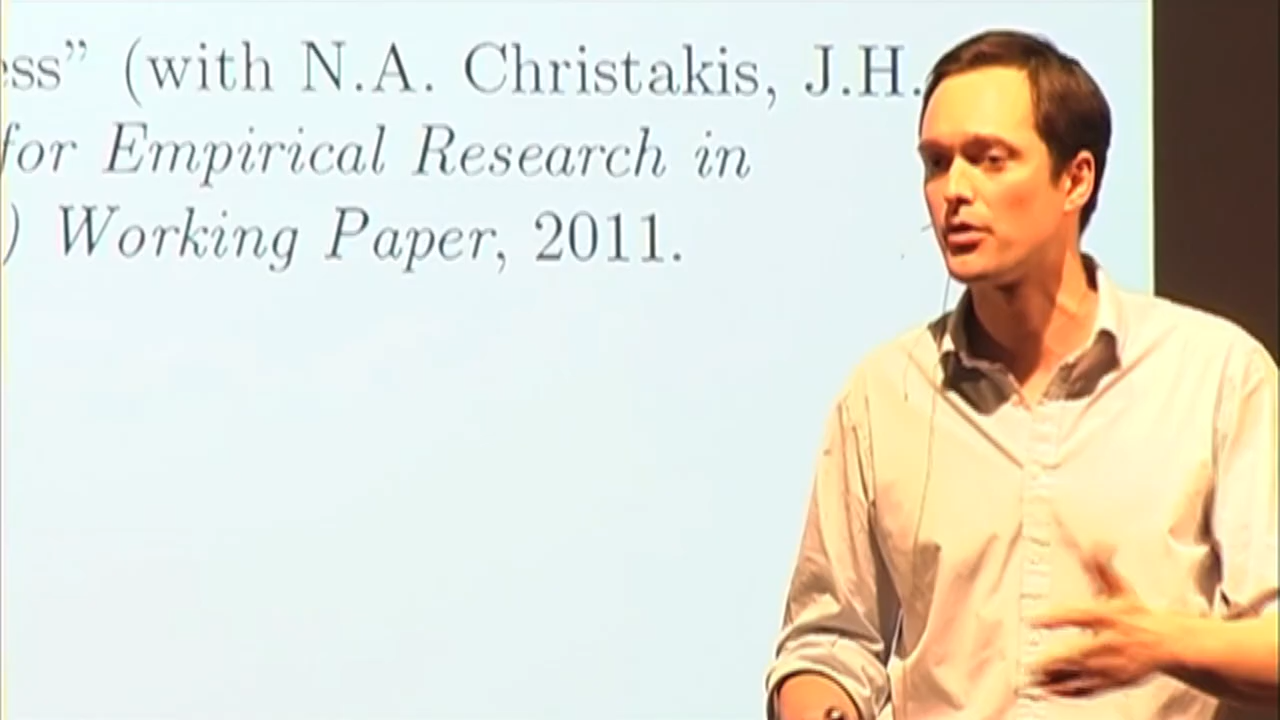 ess” (with N.A. Christakis, J.H.
for Empirical Research in
) Working Paper, 2011.